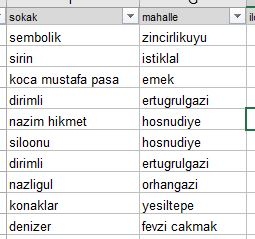 sokak mahalle
sembolik zincirlikuyu
sirin istiklal
koca mustafa pasa emek
dirimli ertugrulgazi
nazim hikmet hosnudiye
siloonu hosnudiye
dirimli ertugrulgazi
nazligul orhangazi
konaklar yesiltepe
denizer fevzi cakmak